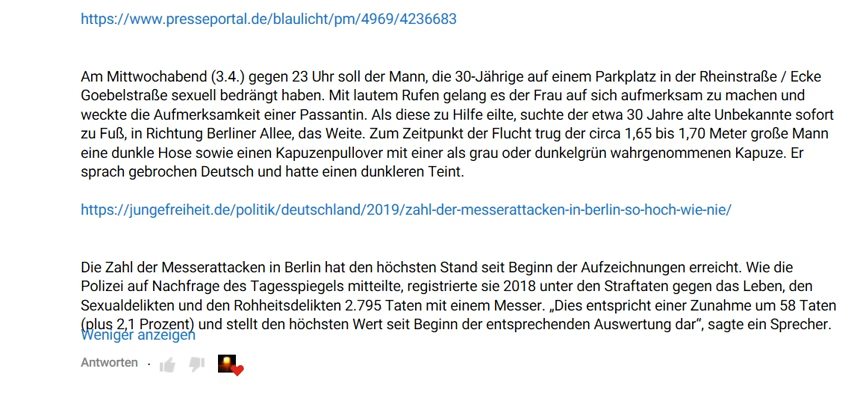 https://www.presseportal.de/blaulicht/pm/4969/4236683
Am Mittwochabend (3.4.) gegen 23 Uhr soll der Mann, die 30-Jährige auf einem Parkplatz in der Rheinstraße / Ecke
Goebelstraße sexuell bedrängt haben. Mit lautem Rufen gelang es der Frau auf sich aufmerksam zu machen und
weckte die Aufmerksamkeit einer Passantin. Als diese zu Hilfe eilte, suchte der etwa 30 Jahre alte Unbekannte sofort
zu Fuß, in Richtung Berliner Allee, das Weite. Zum Zeitpunkt der Flucht trug der circa 1,65 bis 1,70 Meter große Mann
eine dunkle Hose sowie einen Kapuzenpullover mit einer als grau oder dunkelgrün wahrgenommenen Kapuze. Er
sprach gebrochen Deutsch und hatte einen dunkleren Teint.
https://jungefreiheit.de/politik/deutschland/2019/zahl-der-messerattacken-in-berlin-so-hoch-wie-nie/
Die Zahl der Messerattacken in Berlin hat den höchsten Stand seit Beginn der Aufzeichnungen erreicht. Wie die
Polizei auf Nachfrage des Tagesspiegels mitteilte, registrierte sie 2018 unter den Straftaten gegen das Leben, den
Sexualdelikten und den Rohheitsdelikten 2.795 Taten mit einem Messer. „Dies entspricht einer Zunahme um 58 Taten
(plus 2,1 Prozent) und stellt den höchsten Wert seit Beginn der entsprechenden Auswertung dar“, sagte ein Sprecher.
Weniger anzeigen
Antworten ·